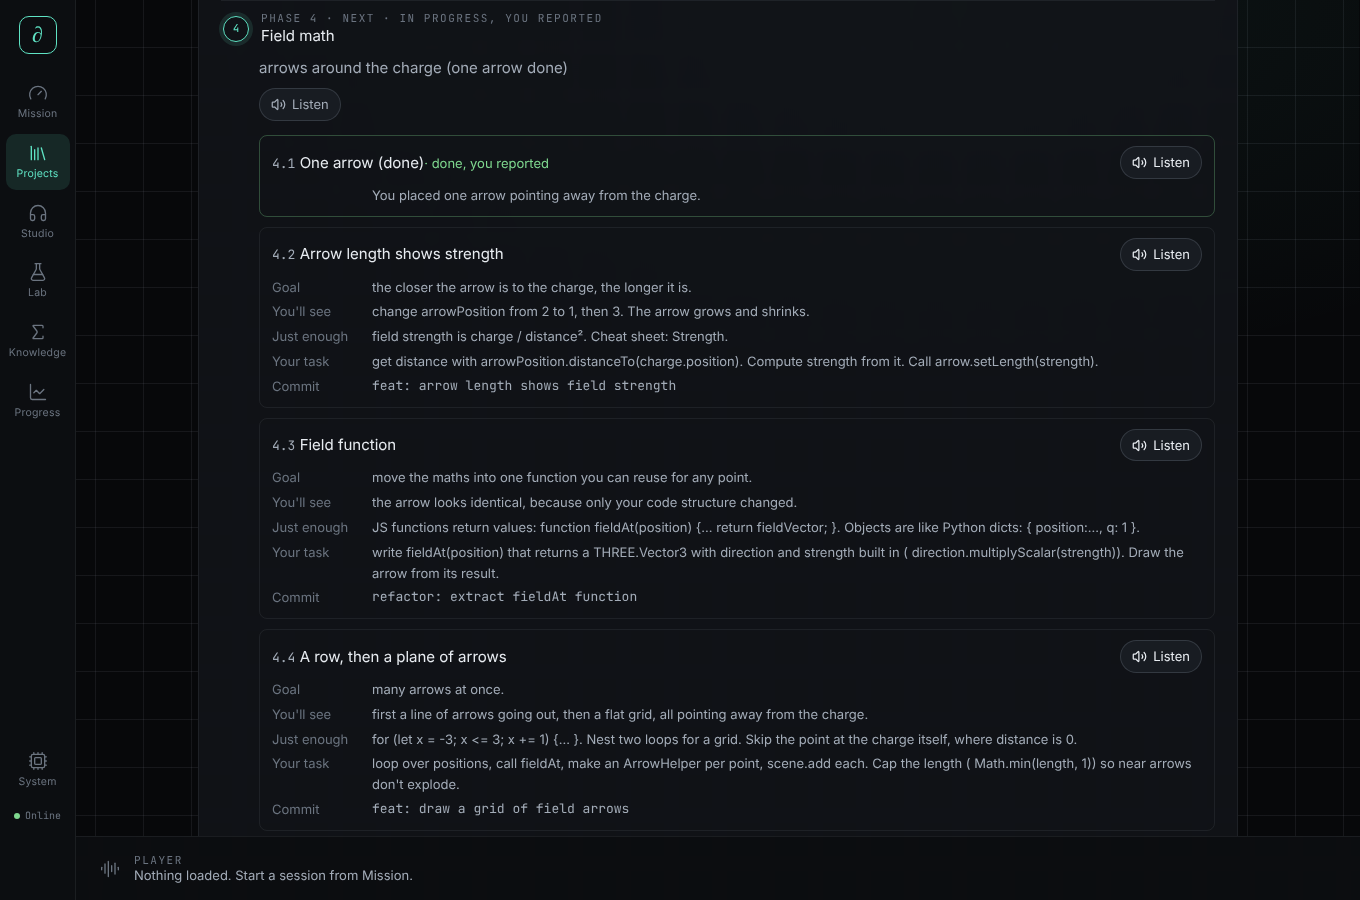 ∂
Mission
Projects
Studio
Lab
Knowledge
Progress
System
Online
4
PHASE 4 · NEXT · IN PROGRESS, YOU REPORTED
Field math
arrows around the charge (one arrow done)
Listen
4.1 One arrow (done)· done, you reported
Listen
You placed one arrow pointing away from the charge.
4.2 Arrow length shows strength
Listen
Goal the closer the arrow is to the charge, the longer it is.
You'll see change arrowPosition from 2 to 1, then 3. The arrow grows and shrinks.
Just enough field strength is charge / distance². Cheat sheet: Strength.
Your task get distance with arrowPosition.distanceTo(charge.position). Compute strength from it. Call arrow.setLength(strength).
Commit feat: arrow length shows field strength
4.3 Field function
Listen
Goal move the maths into one function you can reuse for any point.
You'll see the arrow looks identical, because only your code structure changed.
Just enough JS functions return values: function fieldAt(position) {... return fieldVector; }. Objects are like Python dicts: { position:..., q: 1 }.
Your task write fieldAt(position) that returns a THREE.Vector3 with direction and strength built in ( direction.multiplyScalar(strength)). Draw the
arrow from its result.
Commit refactor: extract fieldAt function
4.4 A row, then a plane of arrows
Listen
Goal many arrows at once.
You'll see first a line of arrows going out, then a flat grid, all pointing away from the charge.
Just enough for (let x = -3; x <= 3; x += 1) {... }. Nest two loops for a grid. Skip the point at the charge itself, where distance is 0.
Your task loop over positions, call fieldAt, make an ArrowHelper per point, scene.add each. Cap the length ( Math.min(length, 1)) so near arrows
don't explode.
Commit feat: draw a grid of field arrows
PLAYER
Nothing loaded. Start a session from Mission.